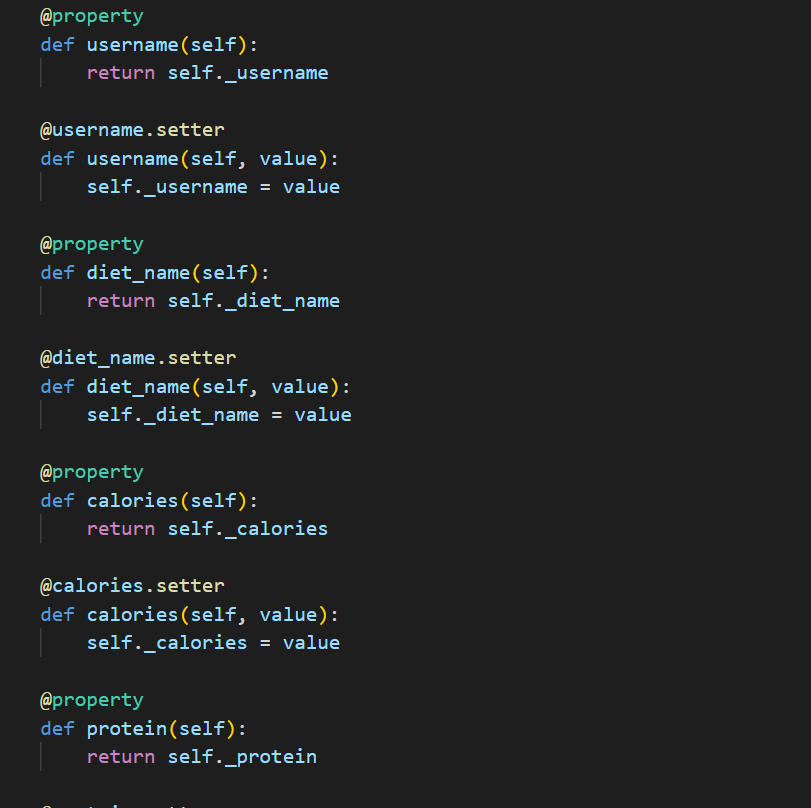 @property
def username(self):
    return self._username

@username.setter
def username(self, value):
    self._username = value

@property
def diet_name(self):
    return self._diet_name

@diet_name.setter
def diet_name(self, value):
    self._diet_name = value

@property
def calories(self):
    return self._calories

@calories.setter
def calories(self, value):
    self._calories = value

@property
def protein(self):
    return self._protein